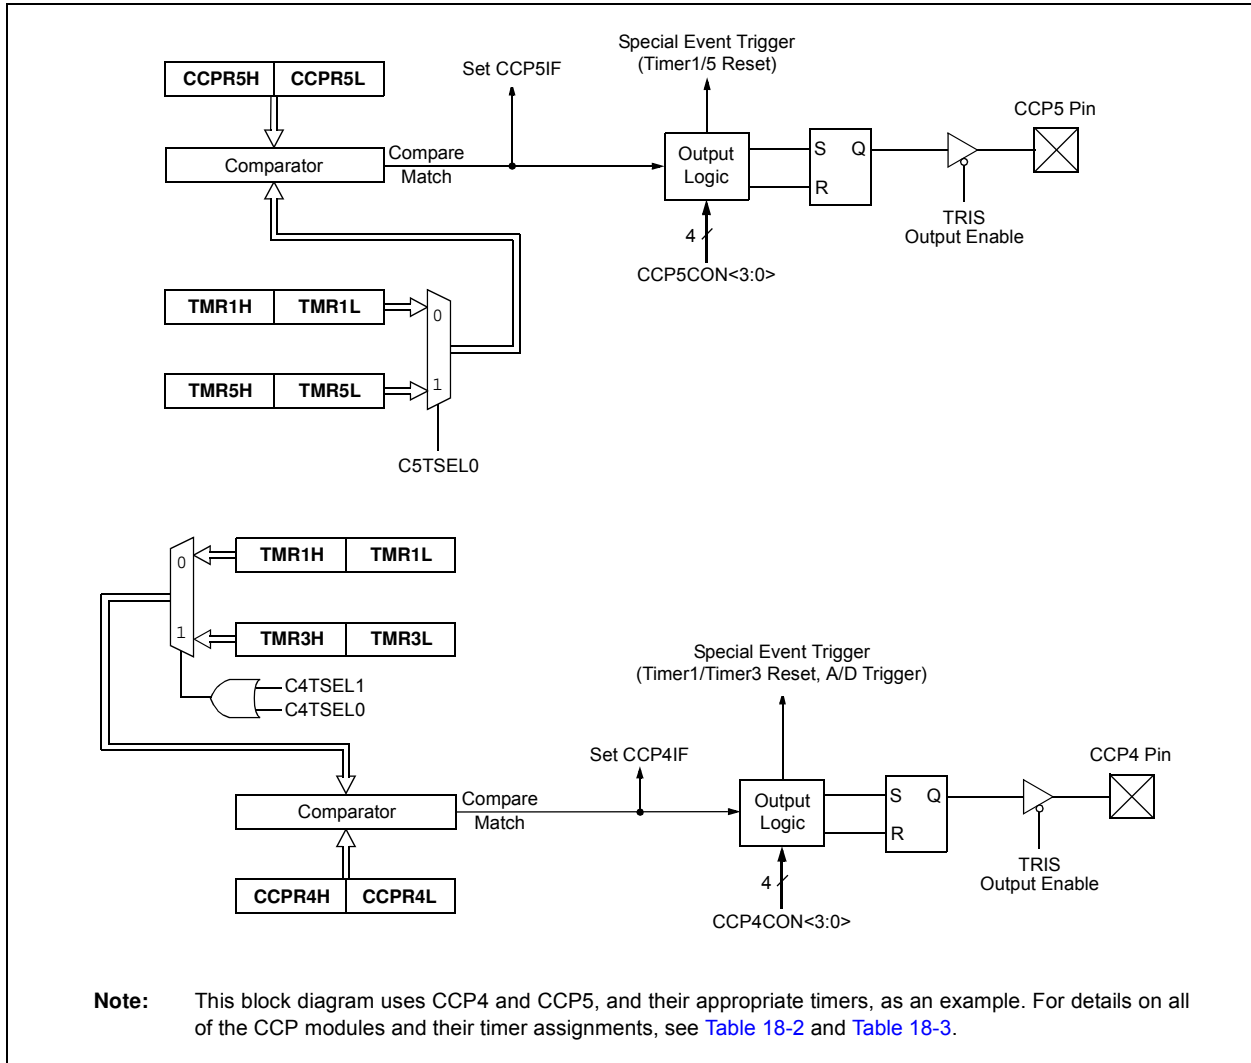 Special Event Trigger
(Timer1/5 Reset)
Set CCP5IF
CCPR5H CCPR5L
CCP5 Pin
Comparator
Compare
Match
Output
Logic
S Q
R
TRIS
Output Enable
4
CCP5CON<3:0>
TMR1H TMR1L
0
TMR5H TMR5L
1
C5TSEL0
0
TMR1H TMR1L
1
TMR3H TMR3L
C4TSEL1
C4TSEL0
Special Event Trigger
(Timer1/Timer3 Reset, A/D Trigger)
Set CCP4IF
CCP4 Pin
Comparator
Compare
Match
Output
Logic
S Q
R
TRIS
Output Enable
4
CCPR4H CCPR4L
CCP4CON<3:0>
Note: This block diagram uses CCP4 and CCP5, and their appropriate timers, as an example. For details on all
of the CCP modules and their timer assignments, see Table 18-2 and Table 18-3.